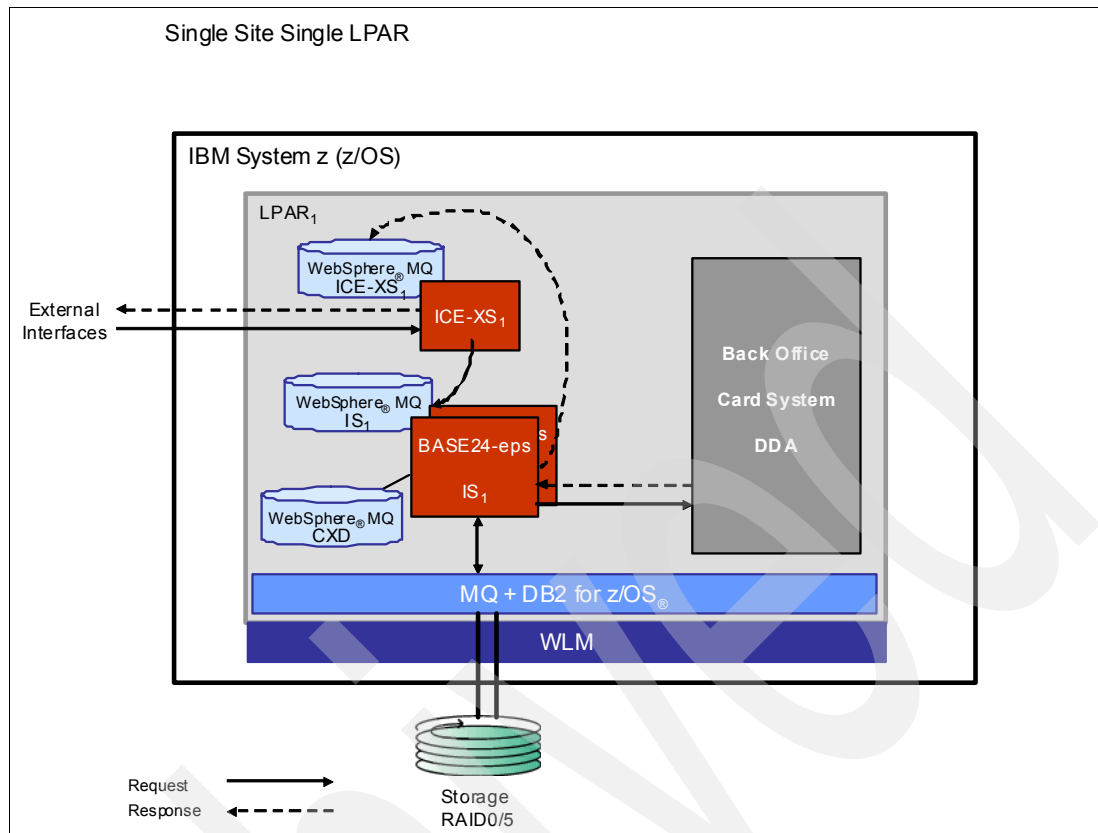 Single Site Single LPAR
IBM System z (z/OS)
LPAR1
WebSphere® MQ
ICE-XS1
External
Interfaces
ICE-XS1
WebSphere® MQ
IS1
BASE24-eps
s
IS1
WebSphere® MQ
CXD
Back Office
Card System
DDA
MQ + DB2 for z/OS®
WLM
Storage
RAID0/5
Request
Response